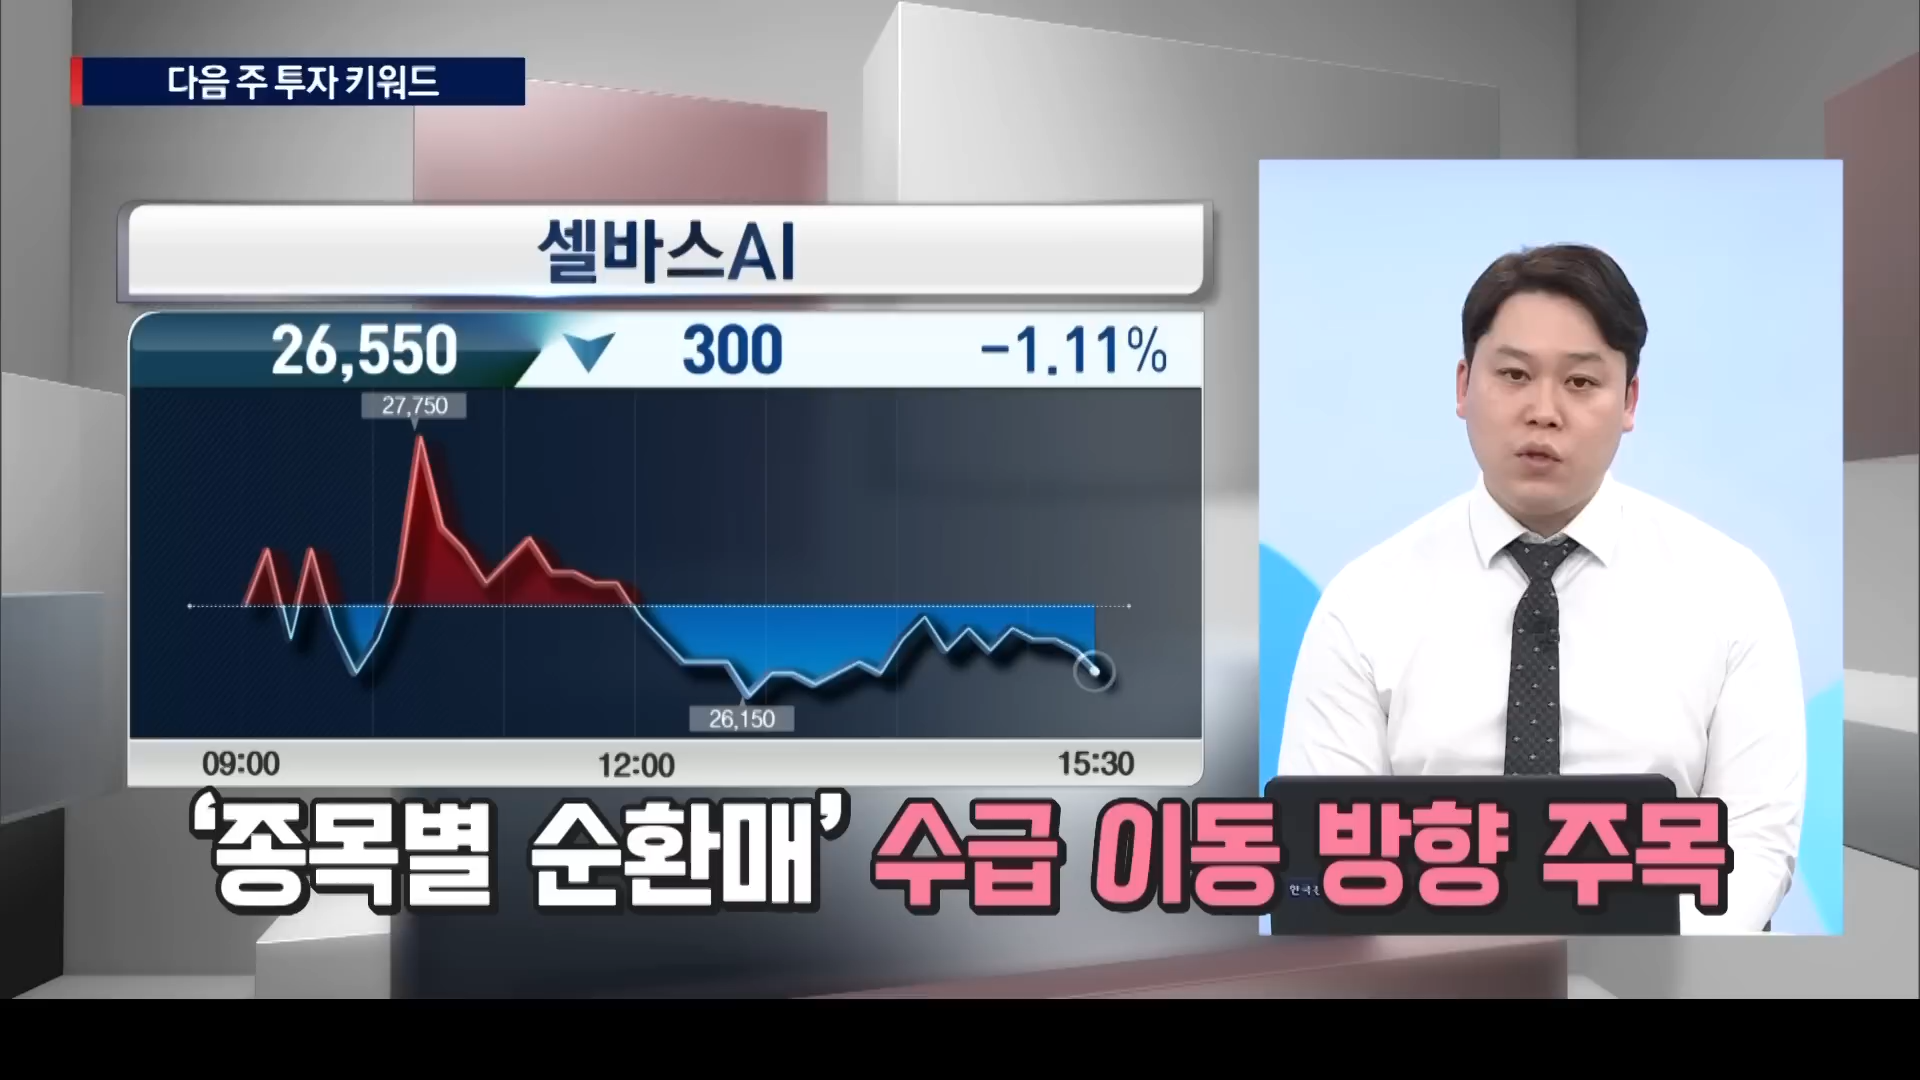 다음 주 투자 키워드
셀바스AI
26,550 ▼ 300 -1.11%
27,750
26,150
09:00 12:00 15:30
‘종목별 순환매’ 수급 이동 방향 주목